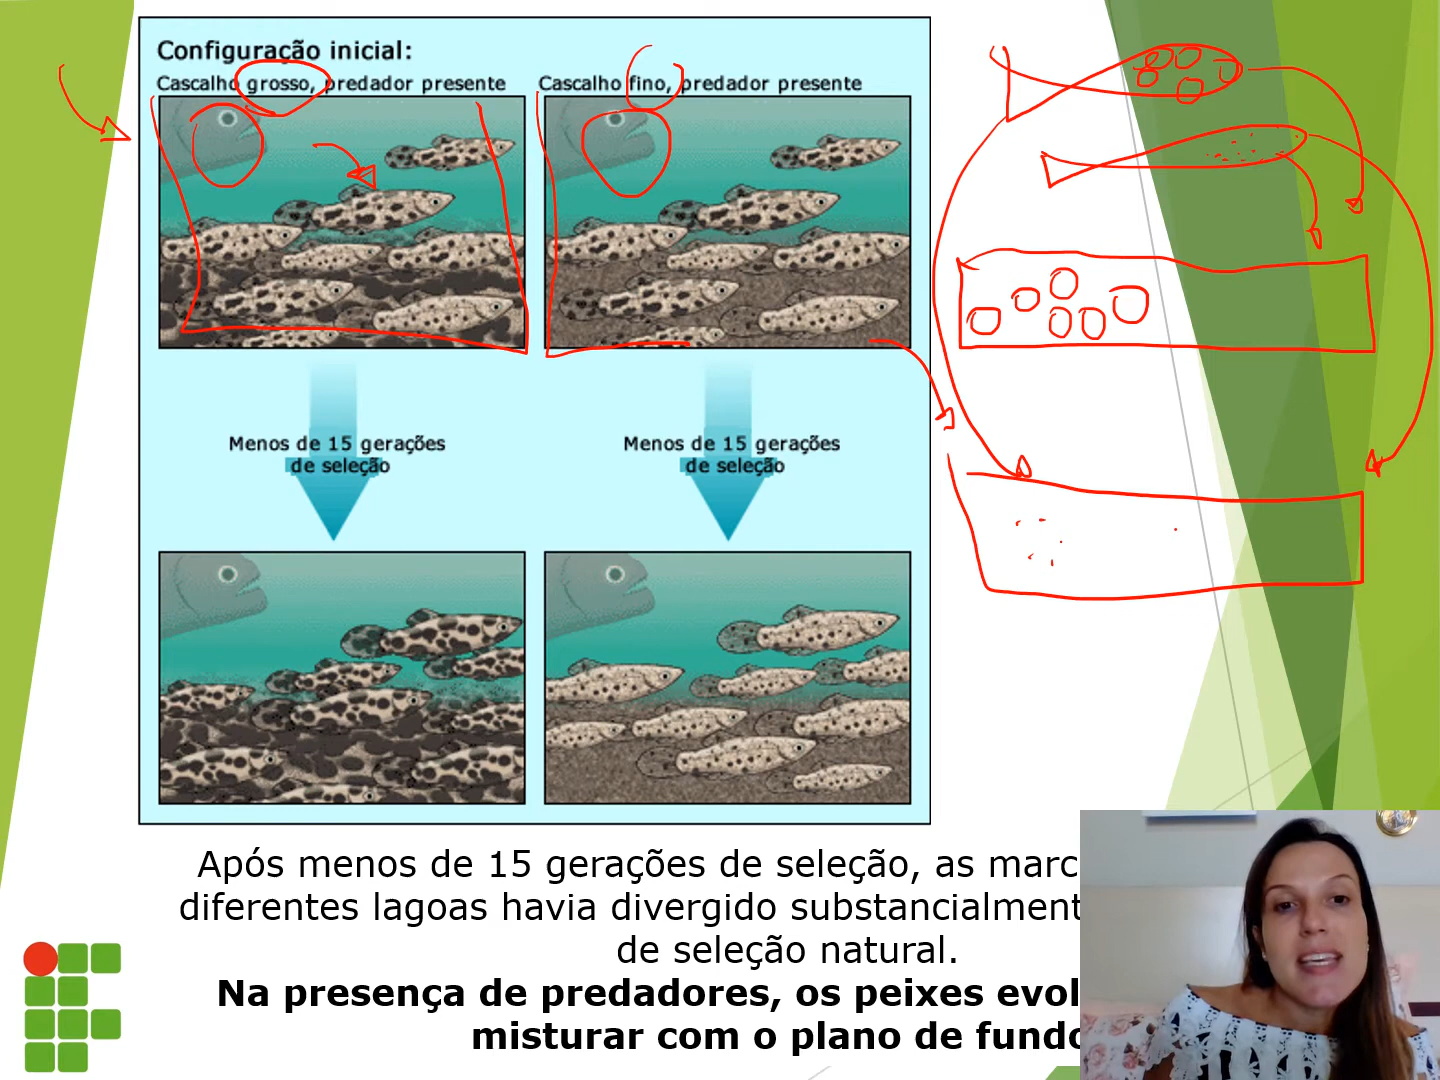 Configuração inicial:
Cascalho grosso, predador presente
Cascalho fino, predador presente
Menos de 15 gerações
de seleção
Menos de 15 gerações
de seleção
Após menos de 15 gerações de seleção, as marc
diferentes lagoas havia divergido substancialment
de seleção natural.
Na presença de predadores, os peixes evol
misturar com o plano de fundo